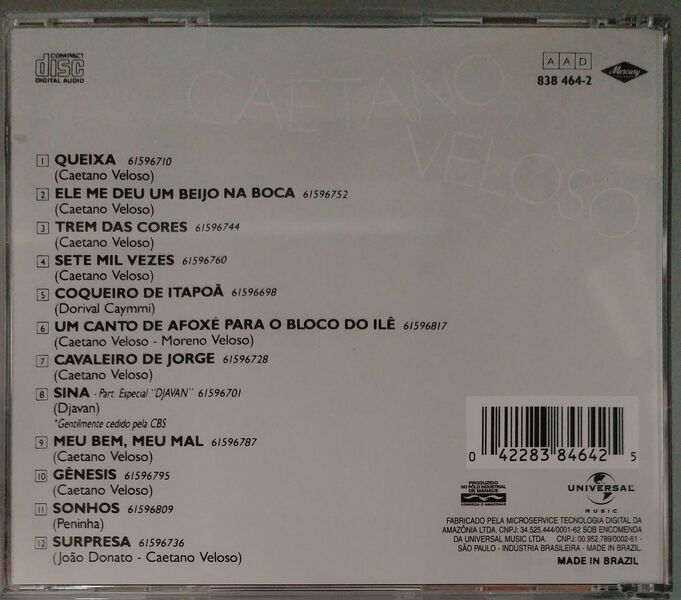 COMPACT
disc
DIGITAL AUDIO
A A D
838 464-2
Mercury
CAETANO
VELOSO
1 QUEIXA 61596710
(Caetano Veloso)
2 ELE ME DEU UM BEIJO NA BOCA 61596752
(Caetano Veloso)
3 TREM DAS CORES 61596744
(Caetano Veloso)
4 SETE MIL VEZES 61596760
(Caetano Veloso)
5 COQUEIRO DE ITAPOÃ 61596698
(Dorival Caymmi)
6 UM CANTO DE AFOXÉ PARA O BLOCO DO ILÊ 61596817
(Caetano Veloso - Moreno Veloso)
7 CAVALEIRO DE JORGE 61596728
(Caetano Veloso)
8 SINA - Part. Especial "DJAVAN" 61596701
(Djavan)
*Gentilmente cedido pela CBS
9 MEU BEM, MEU MAL 61596787
(Caetano Veloso)
10 GÊNESIS 61596795
(Caetano Veloso)
11 SONHOS 61596809
(Peninha)
12 SURPRESA 61596736
(João Donato - Caetano Veloso)
0 42283 84642 5
PRODUZIDO
NO PÓLO INDUSTRIAL
DE MANAUS
CONHEÇA O AMAZONAS
UNIVERSAL
MUSIC
FABRICADO PELA MICROSERVICE TECNOLOGIA DIGITAL DA
AMAZÔNIA LTDA. CNPJ: 34.525.444/0001-62 SOB ENCOMENDA
DA UNIVERSAL MUSIC LTDA. CNPJ: 00.952.789/0002-61 -
SÃO PAULO - INDÚSTRIA BRASILEIRA - MADE IN BRAZIL.
MADE IN BRAZIL